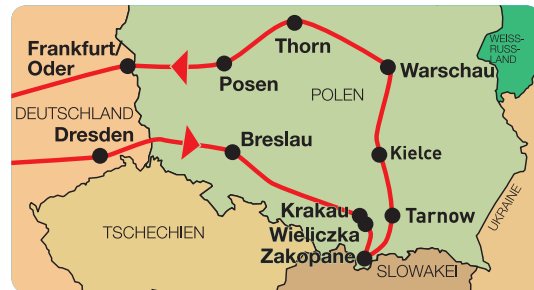 Frankfurt/
Oder
Thorn
WEISS-
RUSS-
LAND
Posen
Warschau
POLEN
DEUTSCHLAND
Dresden
Breslau
Kielce
Krakau
Tarnow
Wieliczka
Zakopane
UKRAINE
TSCHECHIEN
SLOWAKEI